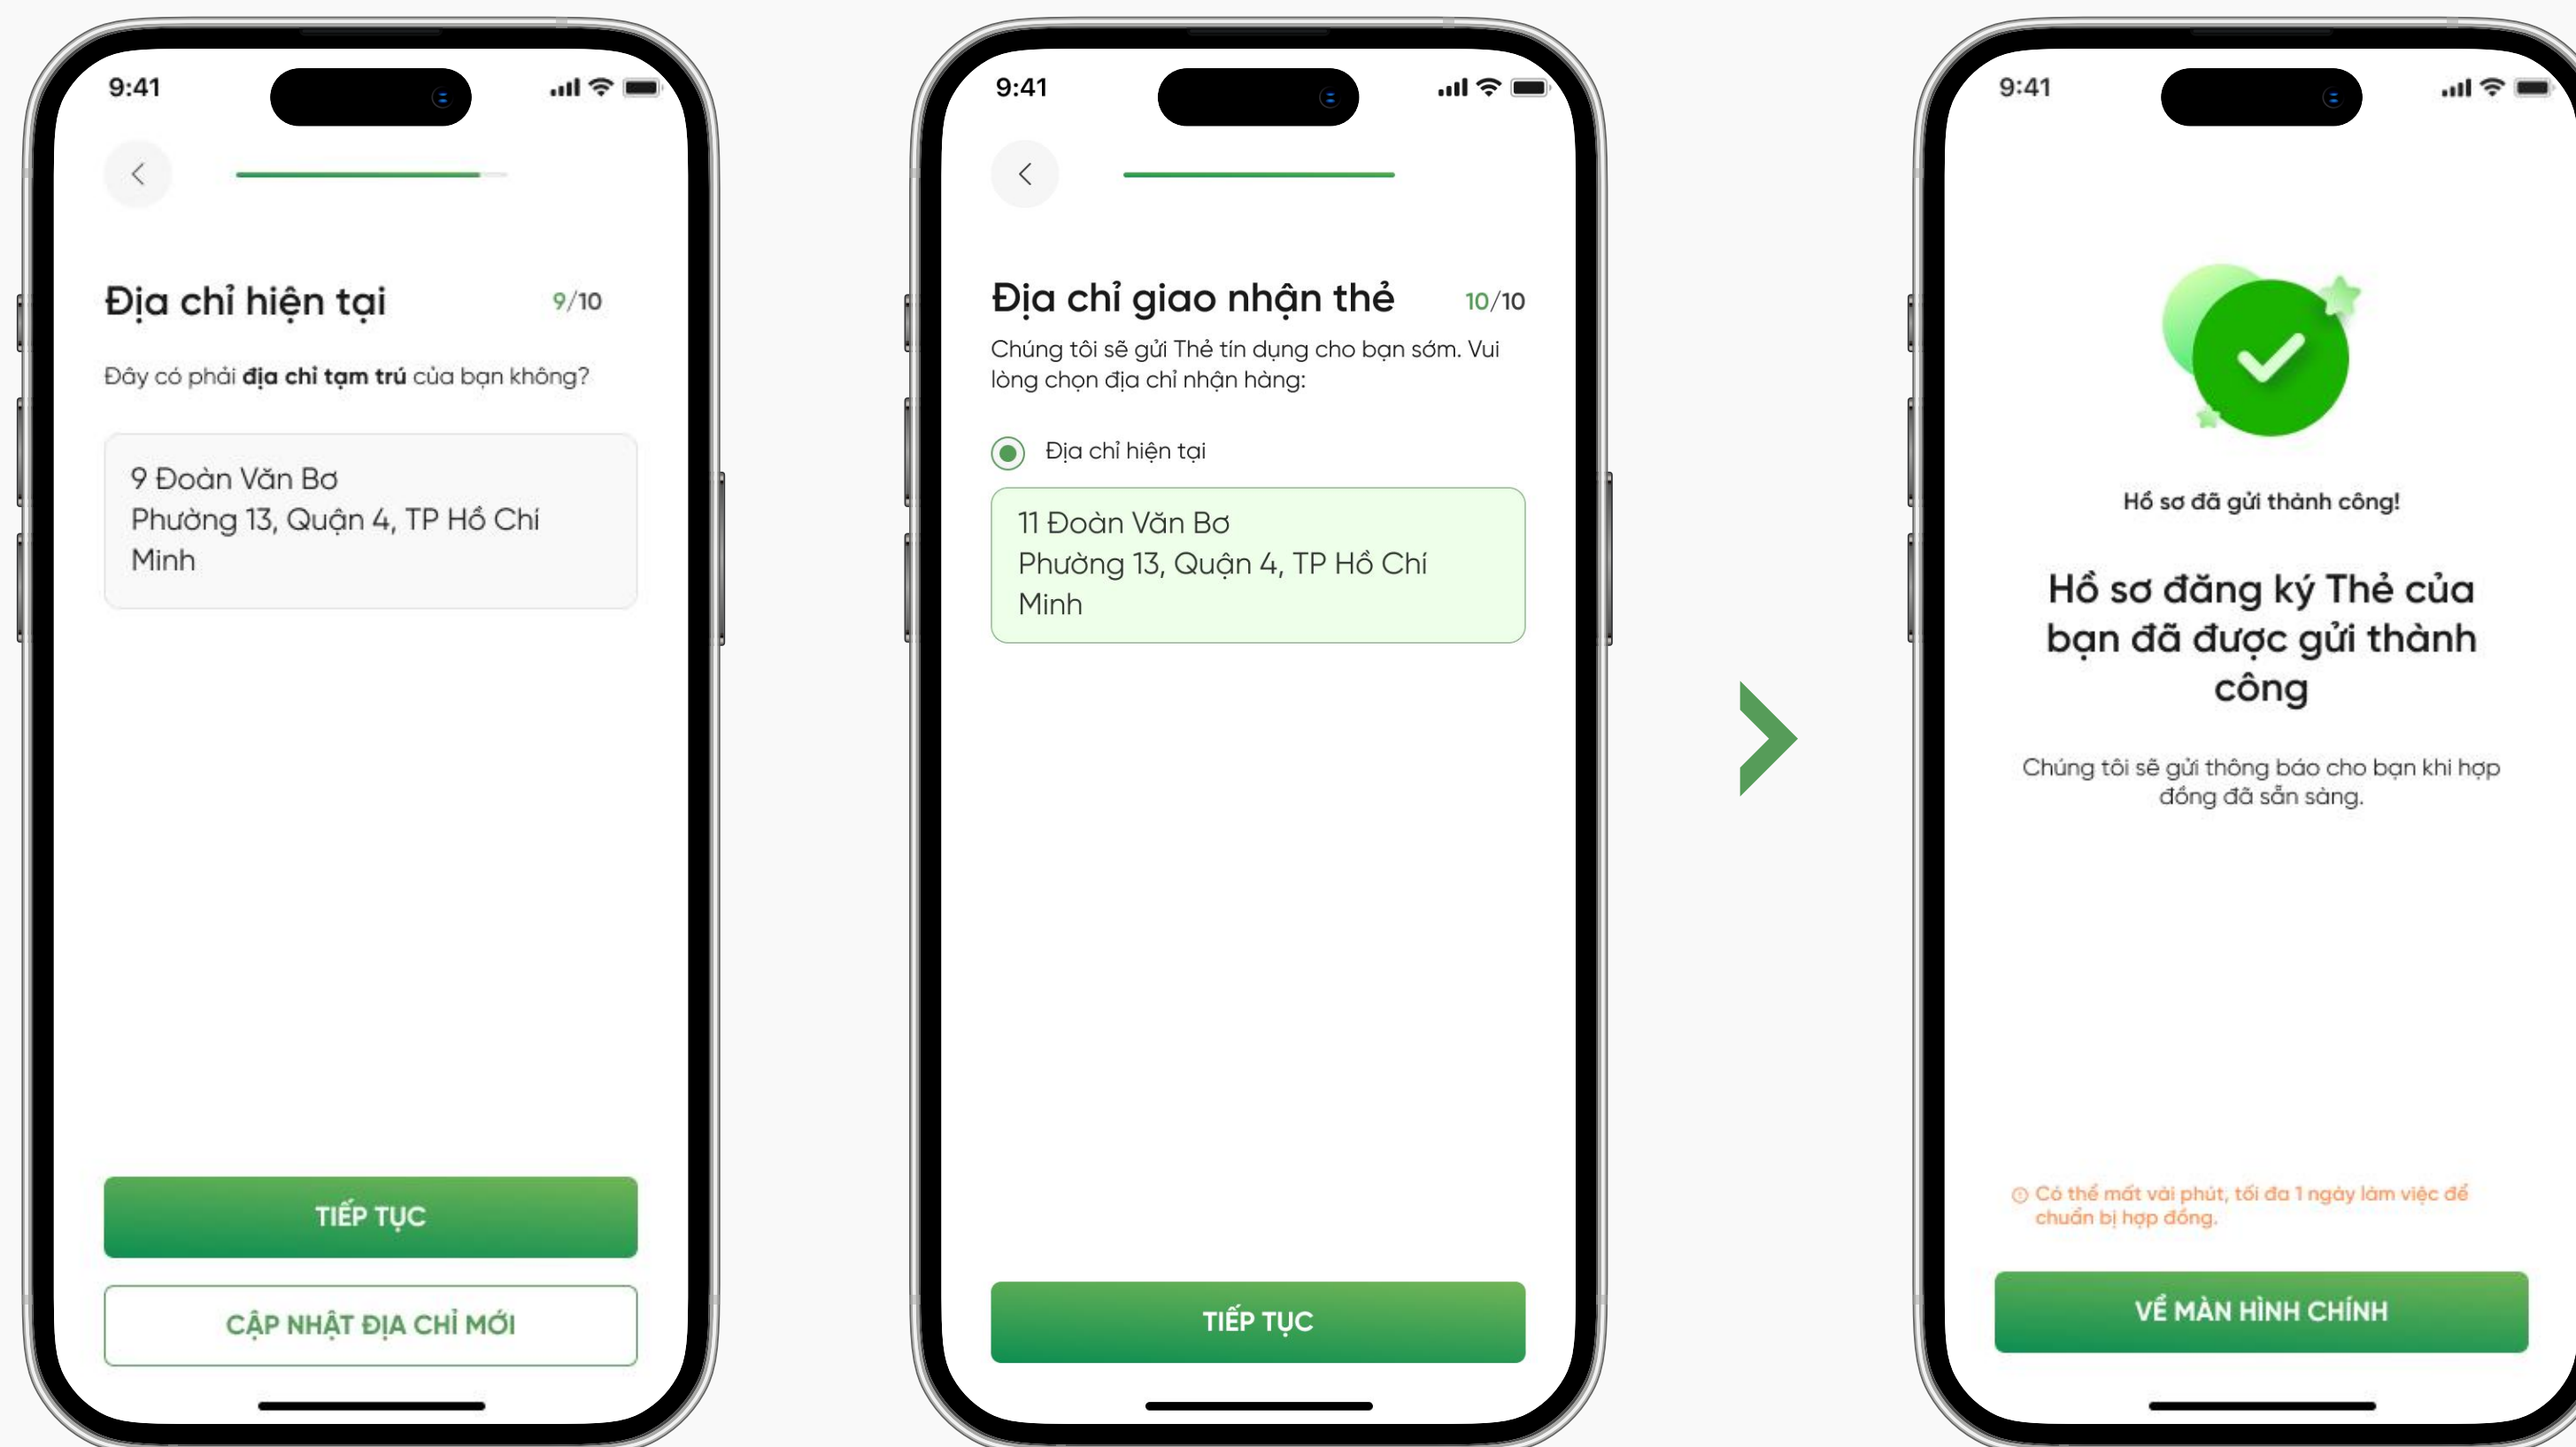 9:41
Địa chỉ hiện tại
9/10
Đây có phải địa chỉ tạm trú của bạn không?
9 Đoàn Văn Bơ
Phường 13, Quận 4, TP Hồ Chí
Minh
TIẾP TỤC
CẬP NHẬT ĐỊA CHỈ MỚI
9:41
Địa chỉ giao nhận thẻ
10/10
Chúng tôi sẽ gửi Thẻ tín dụng cho bạn sớm. Vui
lòng chọn địa chỉ nhận hàng:
Địa chỉ hiện tại
11 Đoàn Văn Bơ
Phường 13, Quận 4, TP Hồ Chí
Minh
TIẾP TỤC
9:41
Hồ sơ đã gửi thành công!
Hồ sơ đăng ký Thẻ của
bạn đã được gửi thành
công
Chúng tôi sẽ gửi thông báo cho bạn khi hợp
đồng đã sẵn sàng.
Có thể mất vài phút, tối đa 1 ngày làm việc để
chuẩn bị hợp đồng.
VỀ MÀN HÌNH CHÍNH